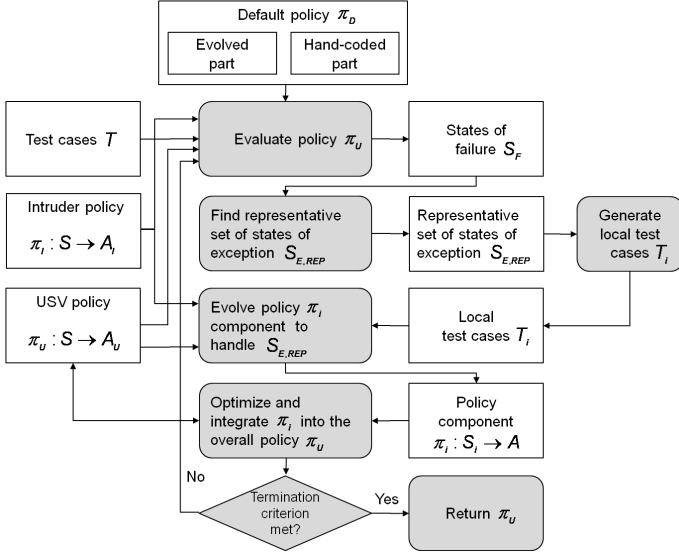 Default policy π_D
Evolved
part
Hand-coded
part
Test cases T
Evaluate policy π_U
States of
failure S_F
Intruder policy
π_I : S → A_I
Find representative
set of states of
exception S_E,REP
Representative
set of states of
exception S_E,REP
Generate
local test
cases T_i
USV policy
π_U : S → A_U
Evolve policy π_i
component to
handle S_E,REP
Local
test cases T_i
Optimize and
integrate π_i into the
overall policy π_U
Policy
component
π_i : S_i → A
No
Termination
criterion
met?
Yes
Return π_U